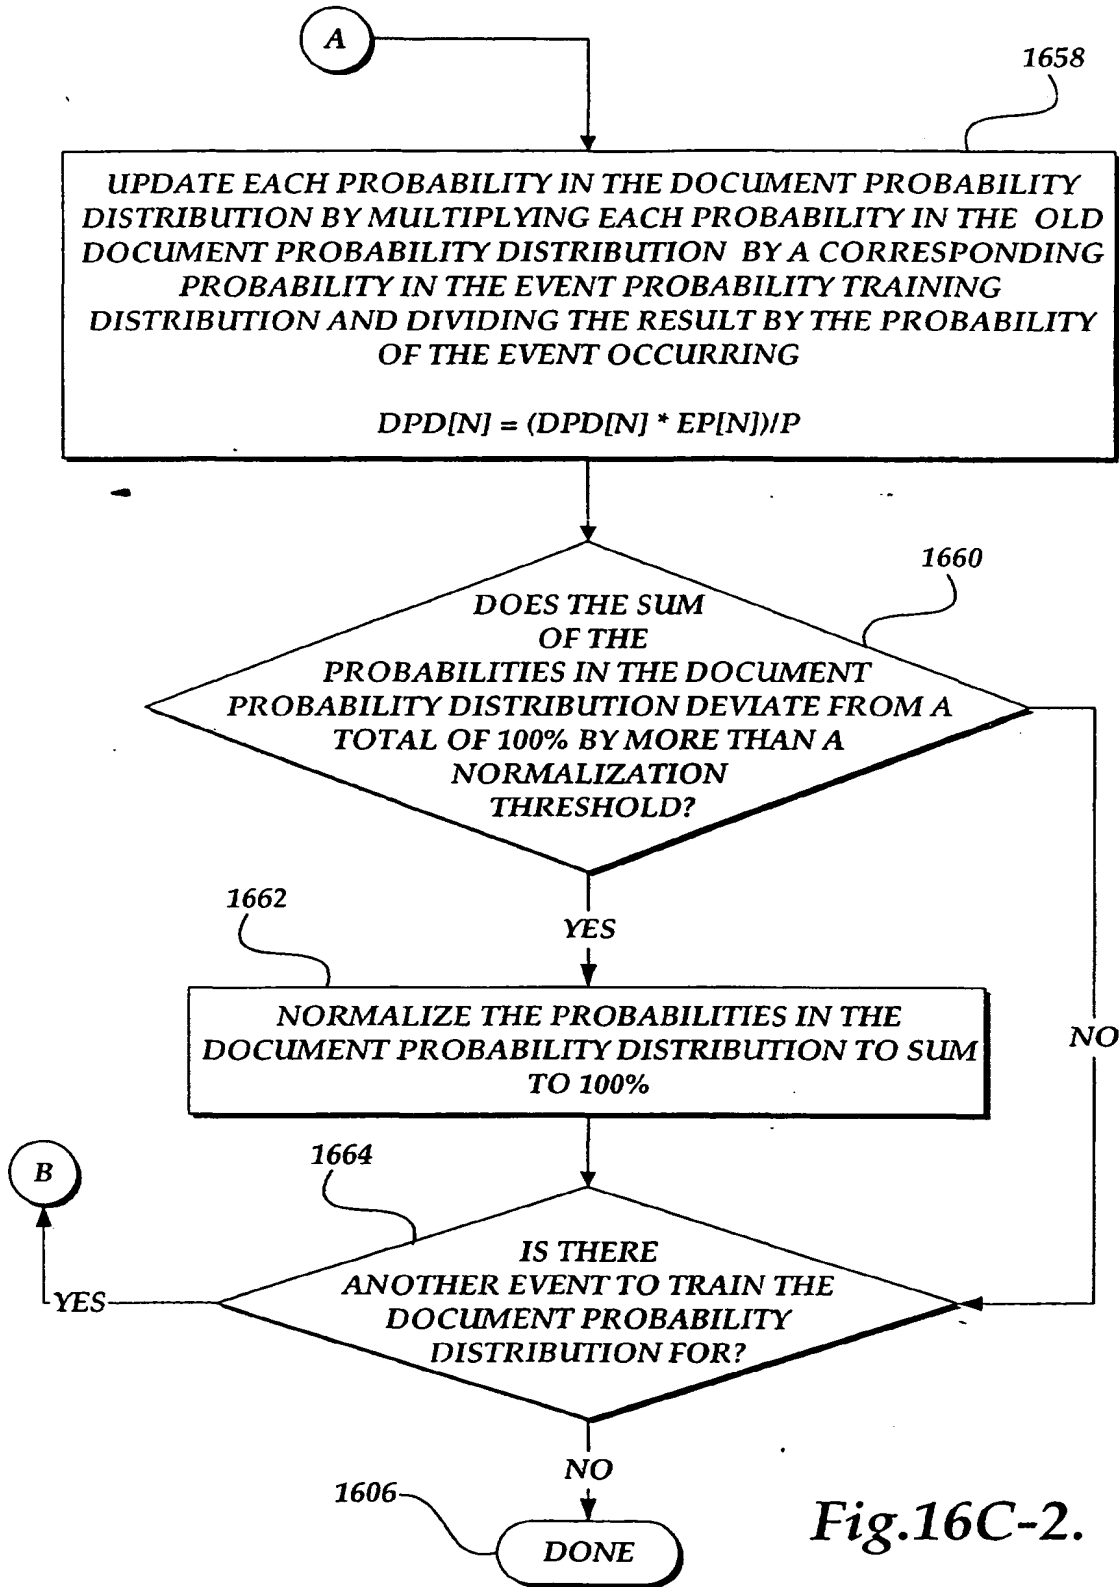 A
1658
UPDATE EACH PROBABILITY IN THE DOCUMENT PROBABILITY
DISTRIBUTION BY MULTIPLYING EACH PROBABILITY IN THE OLD
DOCUMENT PROBABILITY DISTRIBUTION BY A CORRESPONDING
PROBABILITY IN THE EVENT PROBABILITY TRAINING
DISTRIBUTION AND DIVIDING THE RESULT BY THE PROBABILITY
OF THE EVENT OCCURRING
DPD[N] = (DPD[N] * EP[N])/P
1660
DOES THE SUM
OF THE
PROBABILITIES IN THE DOCUMENT
PROBABILITY DISTRIBUTION DEVIATE FROM A
TOTAL OF 100% BY MORE THAN A
NORMALIZATION
THRESHOLD?
1662
YES
NORMALIZE THE PROBABILITIES IN THE
DOCUMENT PROBABILITY DISTRIBUTION TO SUM
TO 100%
NO
B
1664
IS THERE
ANOTHER EVENT TO TRAIN THE
DOCUMENT PROBABILITY
DISTRIBUTION FOR?
YES
NO
1606
DONE
Fig.16C-2.